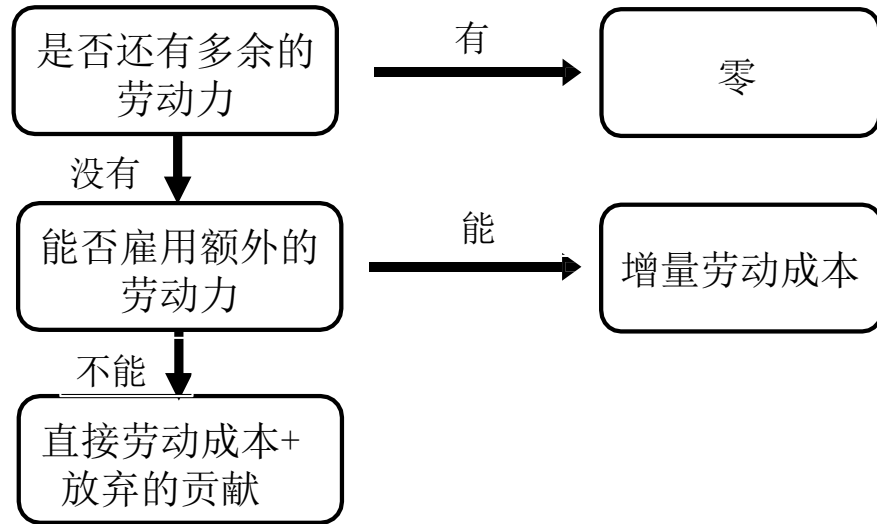 是否还有多余的
劳动力
有
零
没有
能否雇用额外的
劳动力
能
增量劳动成本
不能
直接劳动成本+
放弃的贡献